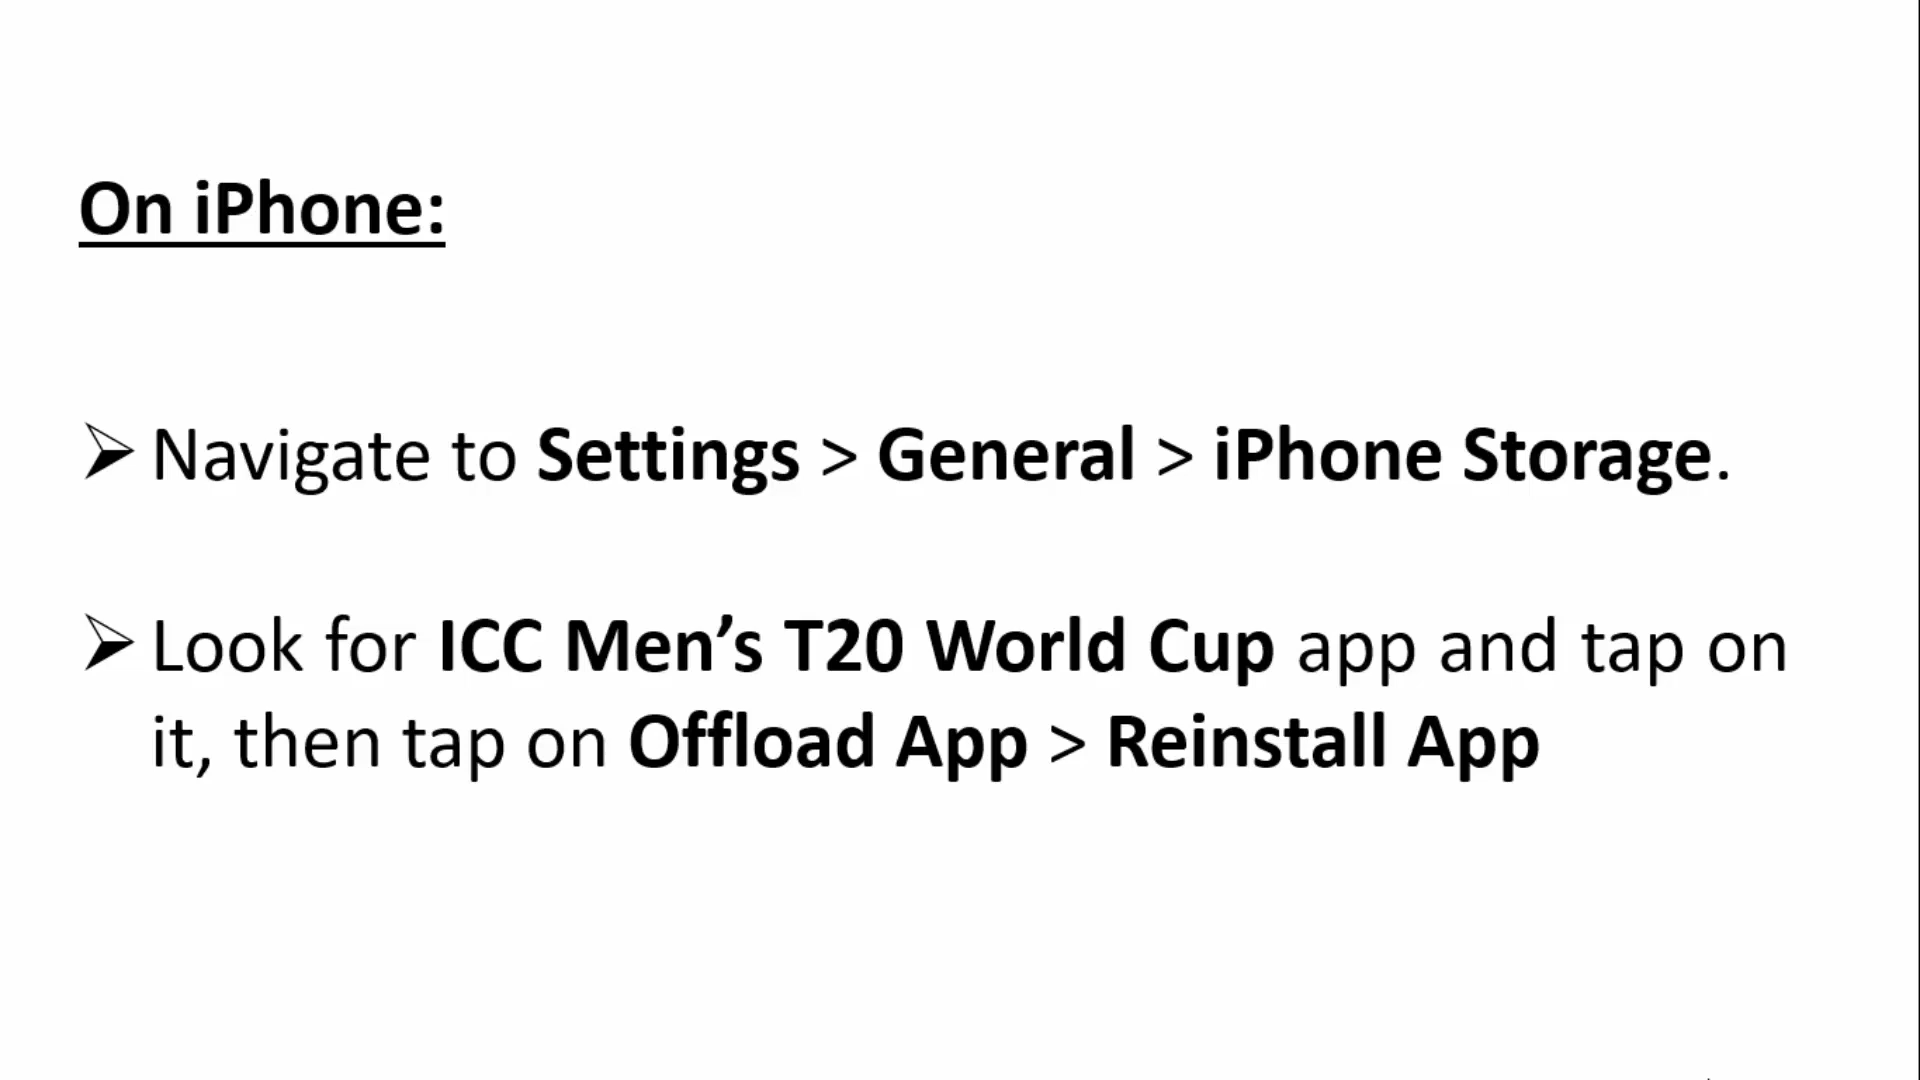 On iPhone:
➢ Navigate to Settings > General > iPhone Storage.
➢ Look for ICC Men’s T20 World Cup app and tap on
it, then tap on Offload App > Reinstall App